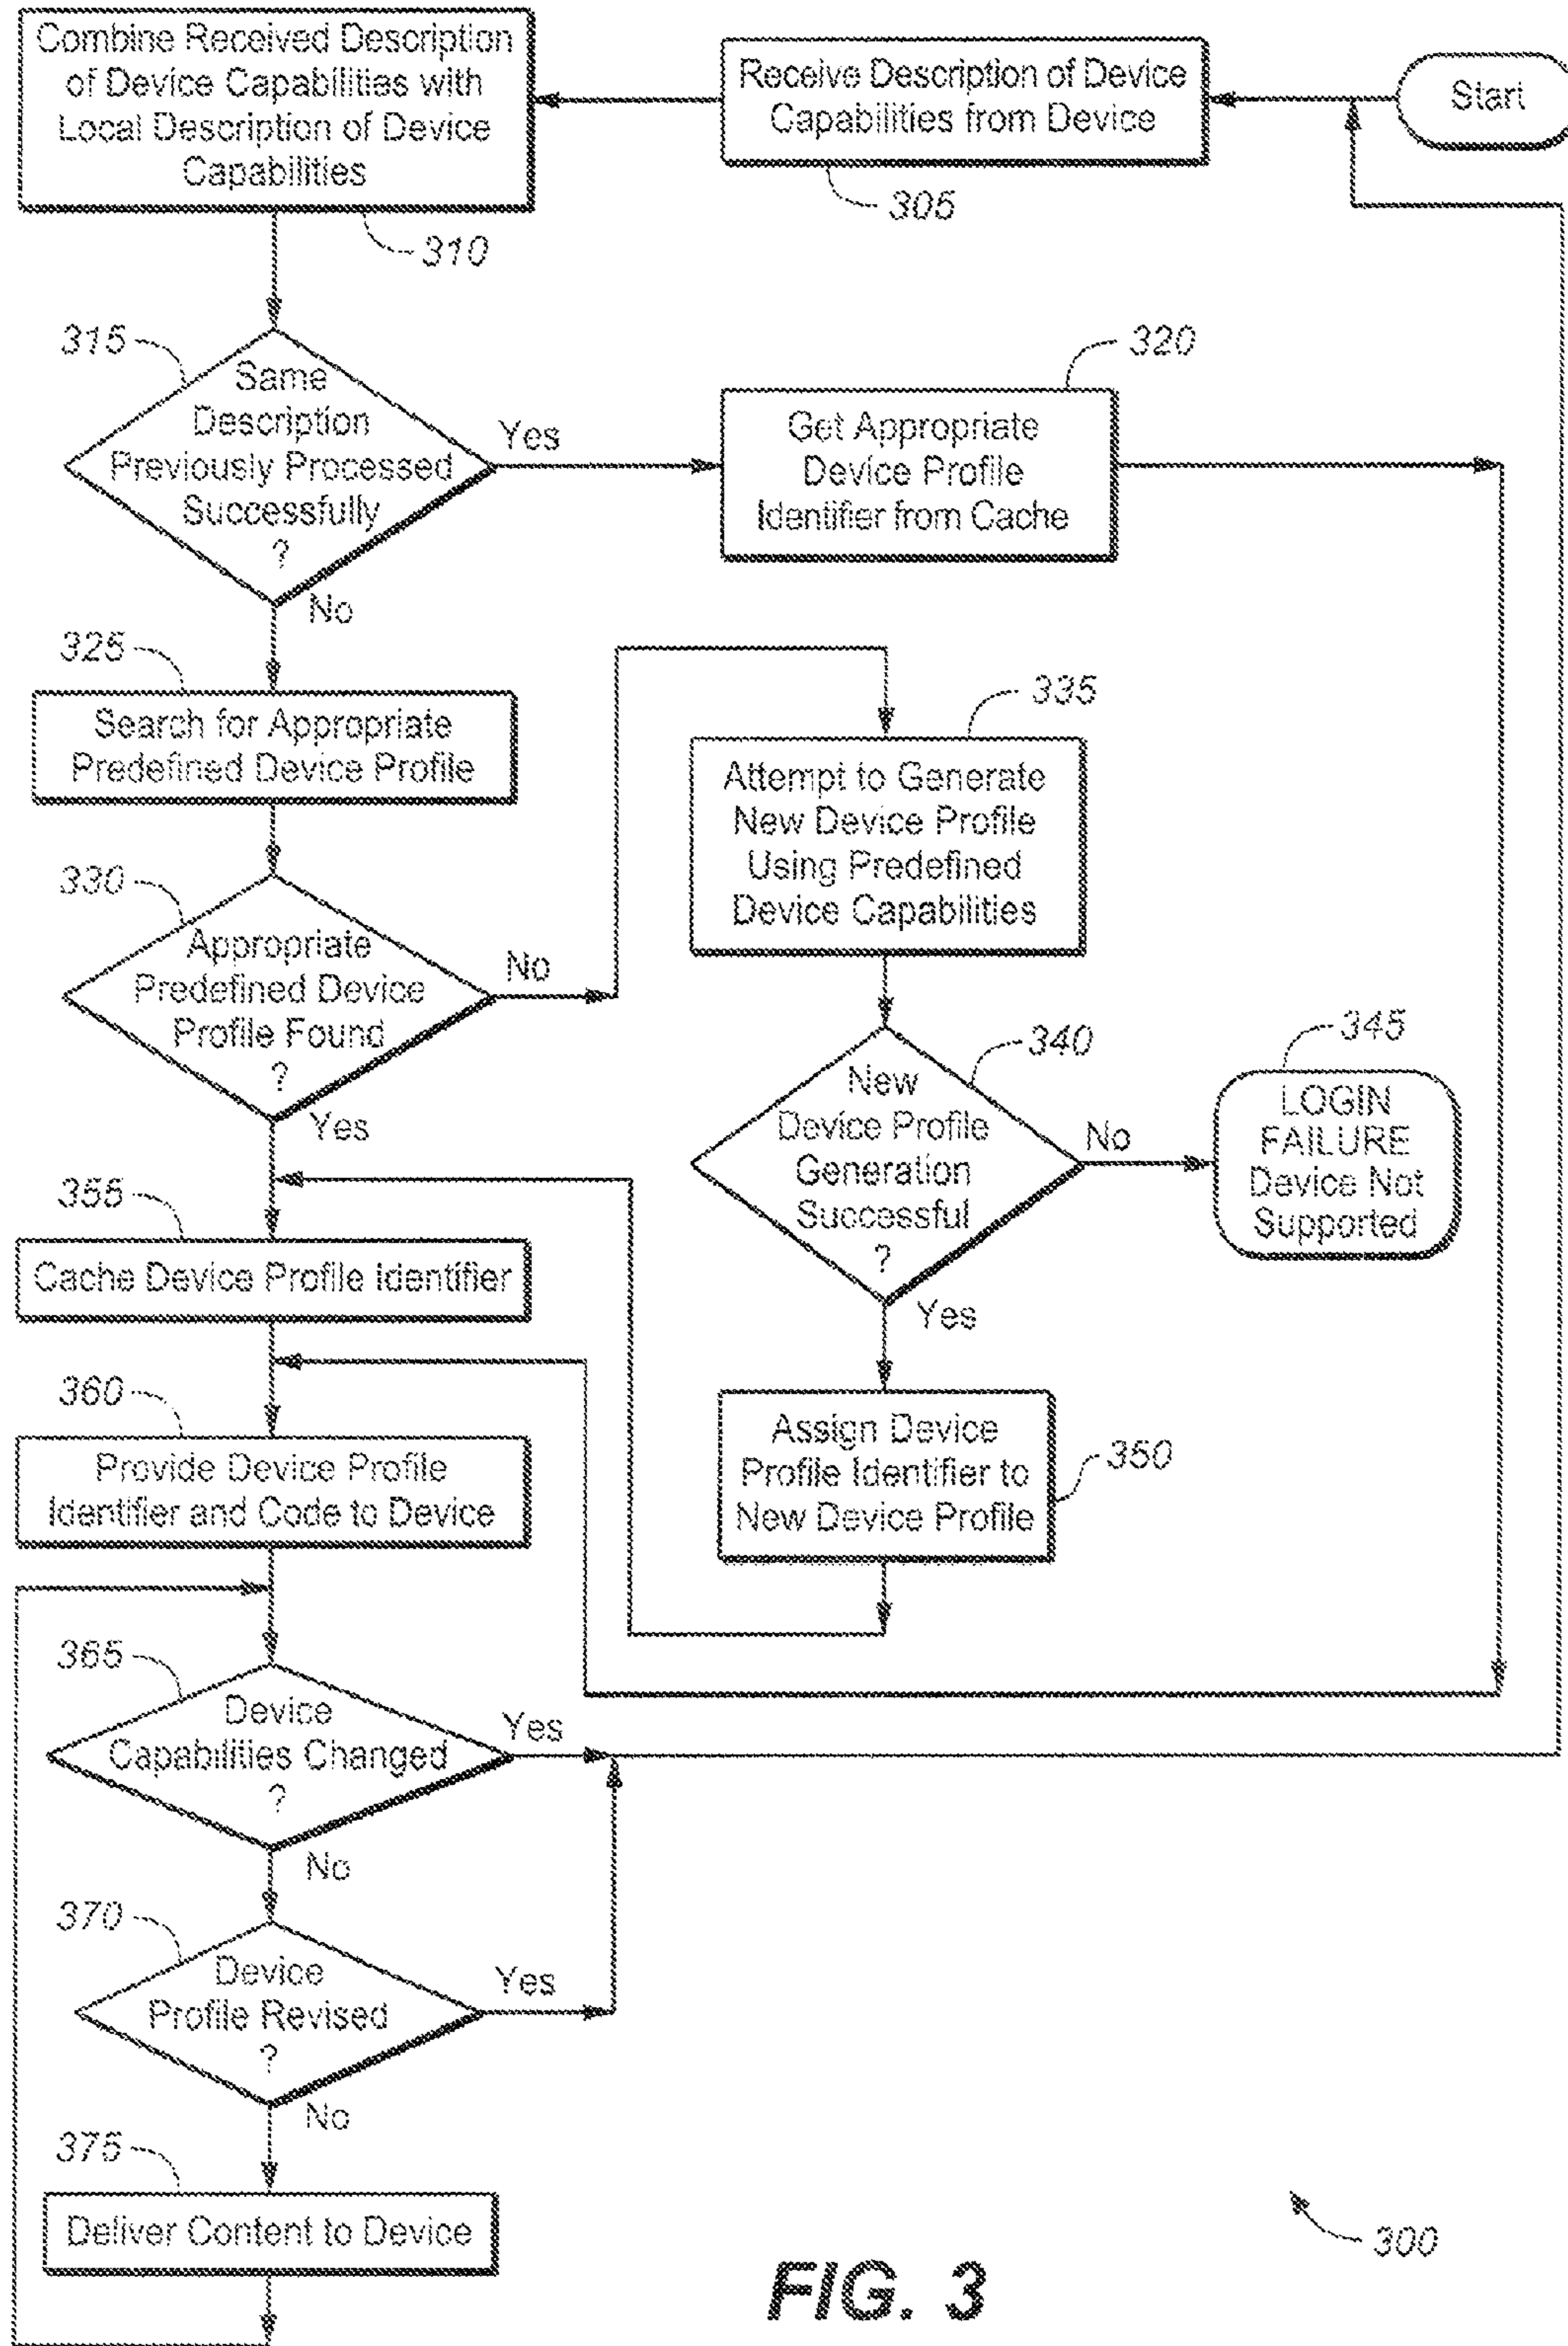 Start
Receive Description of Device
Capabilities from Device
305
Combine Received Description
of Device Capabilities with
Local Description of Device
Capabilities
310
315
Same
Description
Previously Processed
Successfully
?
Yes
No
320
Get Appropriate
Device Profile
Identifier from Cache
325
Search for Appropriate
Predefined Device Profile
330
Appropriate
Predefined Device
Profile Found
?
No
Yes
335
Attempt to Generate
New Device Profile
Using Predefined
Device Capabilities
340
New
Device Profile
Generation
Successful
?
No
Yes
345
LOGIN
FAILURE
Device Not
Supported
350
Assign Device
Profile Identifier to
New Device Profile
355
Cache Device Profile Identifier
360
Provide Device Profile
Identifier and Code to Device
365
Device
Capabilities Changed
?
Yes
No
370
Device
Profile Revised
?
Yes
No
375
Deliver Content to Device
300
FIG. 3